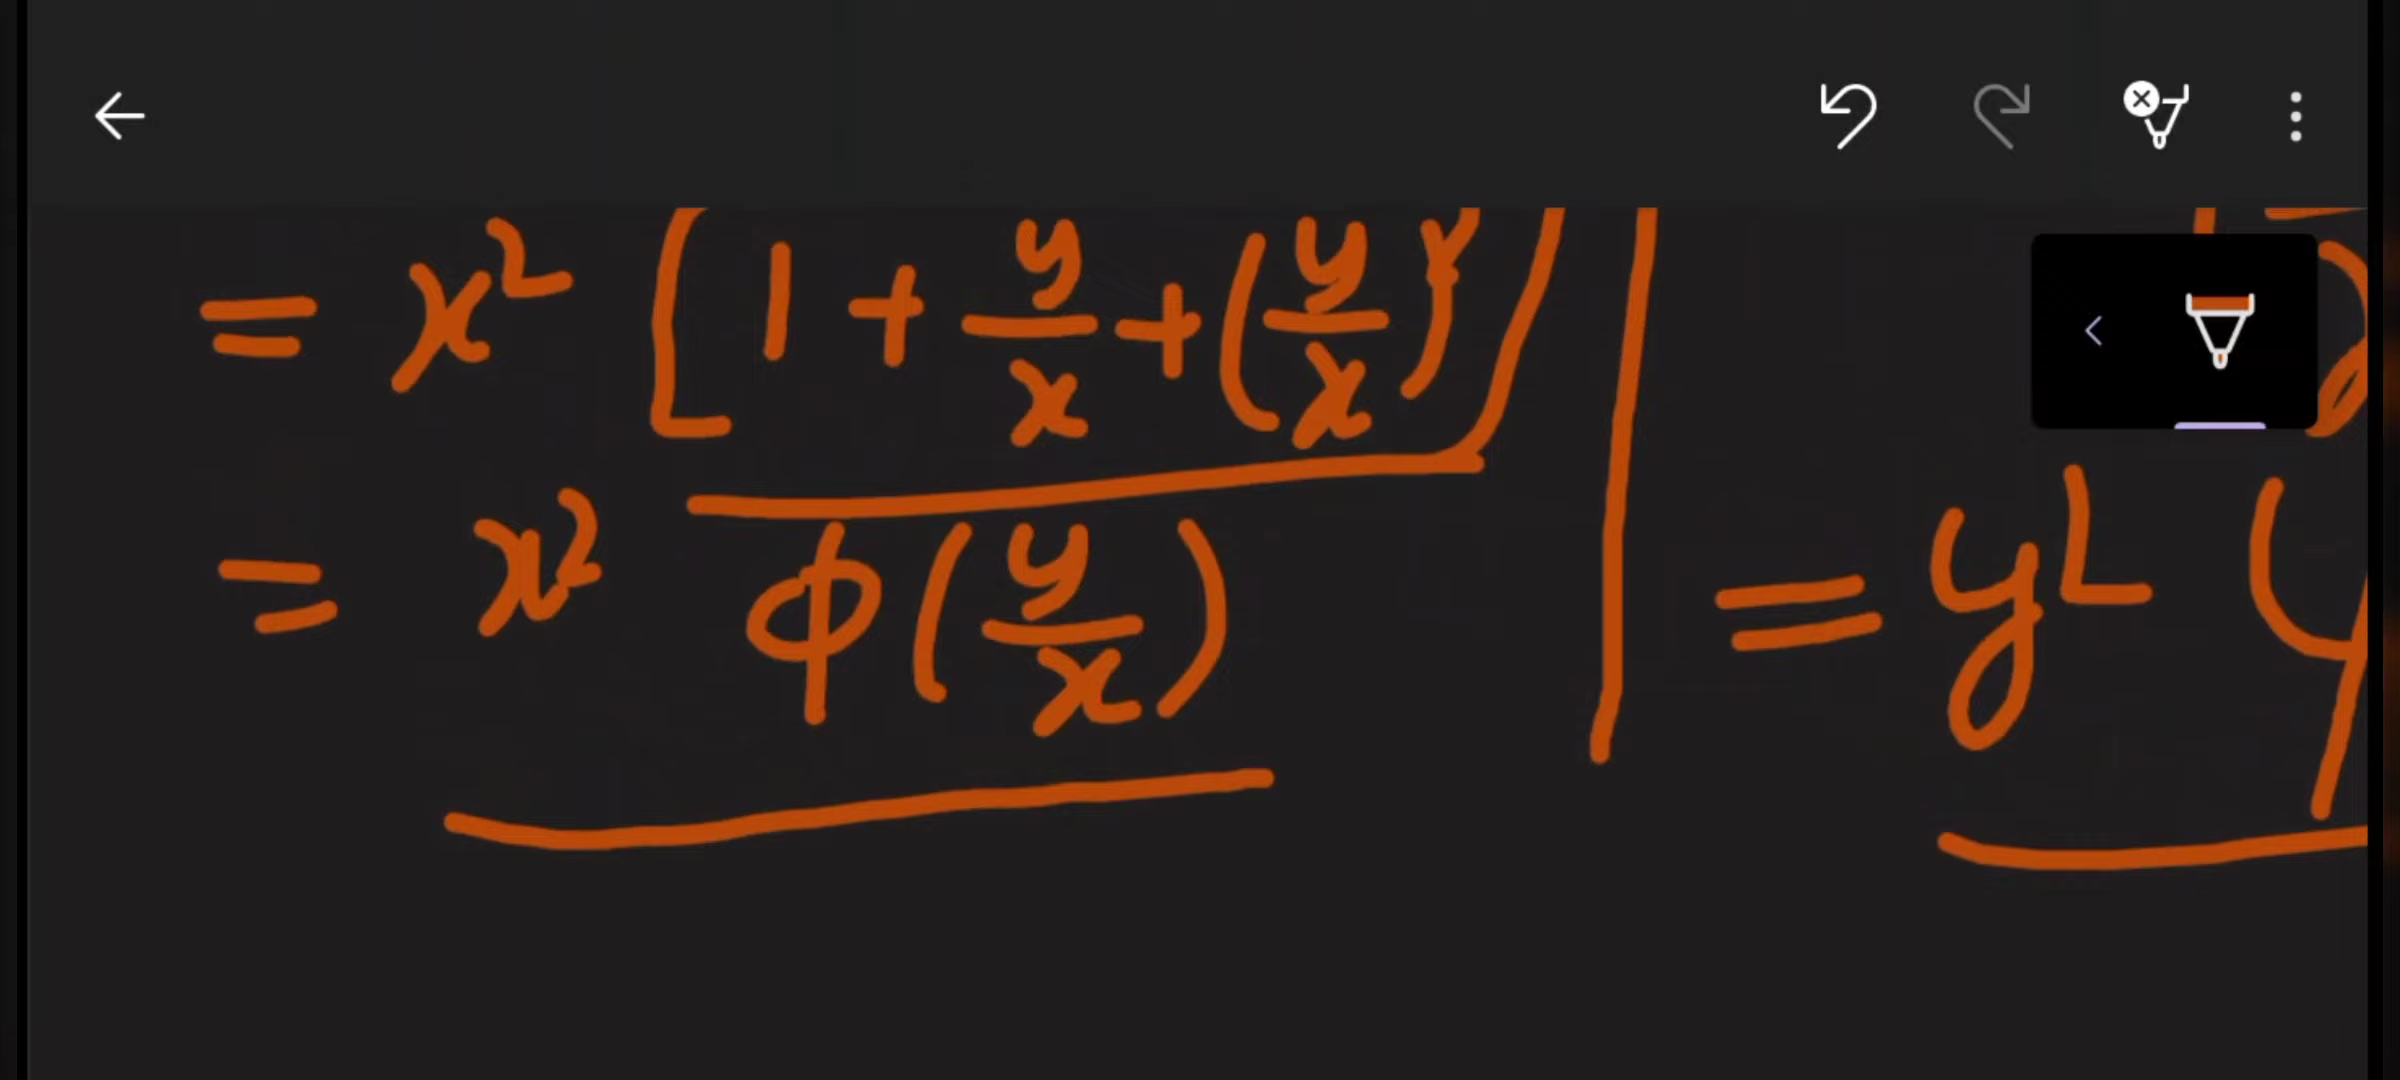 = x² [1 + y/x + (y/x)²]
= x² φ(y/x)
= y²